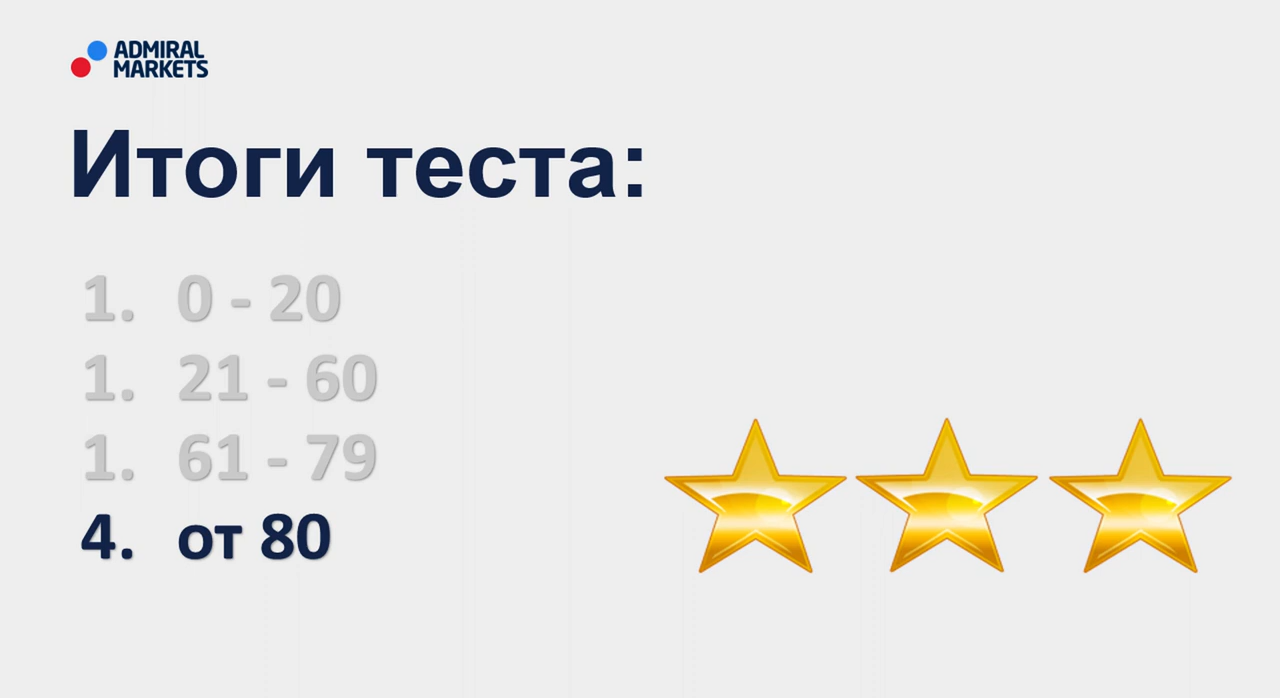 ADMIRAL
MARKETS
Итоги теста:
1. 0 - 20
1. 21 - 60
1. 61 - 79
4. от 80